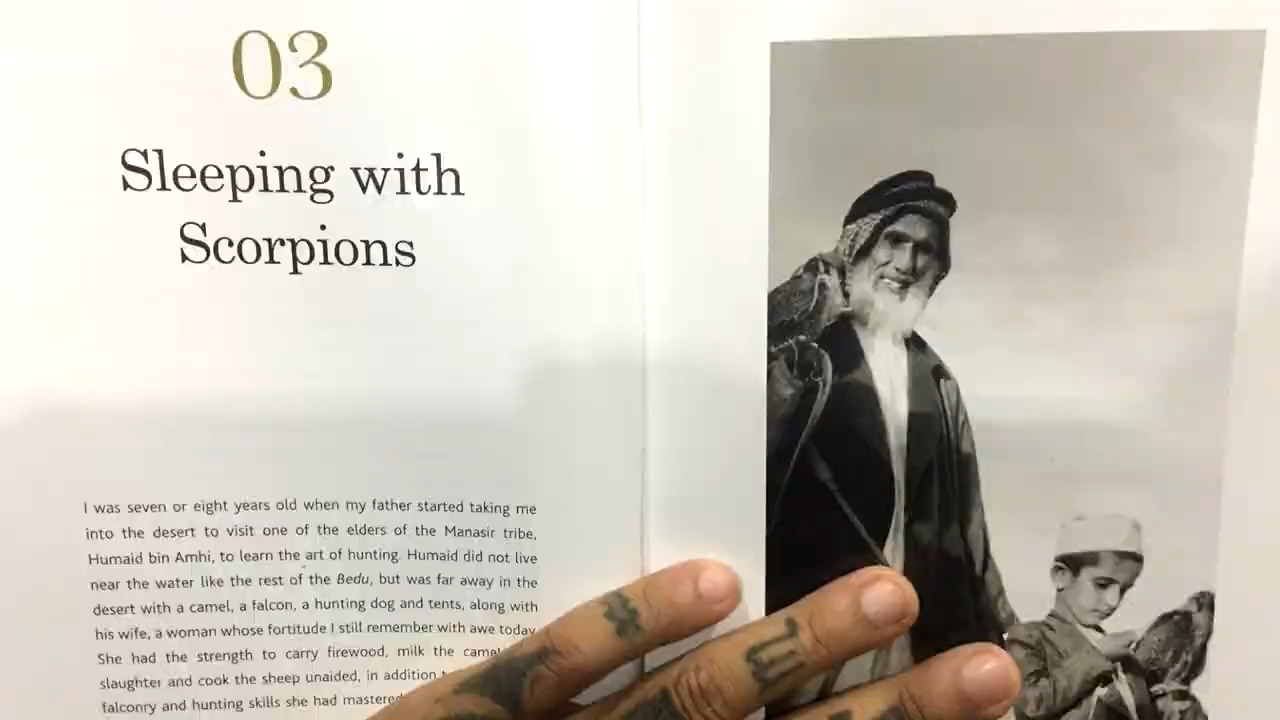 03
Sleeping with
Scorpions
I was seven or eight years old when my father started taking me
into the desert to visit one of the elders of the Manasir tribe,
Humaid bin Amhi, to learn the art of hunting. Humaid did not live
near the water like the rest of the Bedu, but was far away in the
desert with a camel, a falcon, a hunting dog and tents, along with
his wife, a woman whose fortitude I still remember with awe today.
She had the strength to carry firewood, milk the
slaughter and cook the sheep unaided, in addition
falconry and hunting skills she had mastered